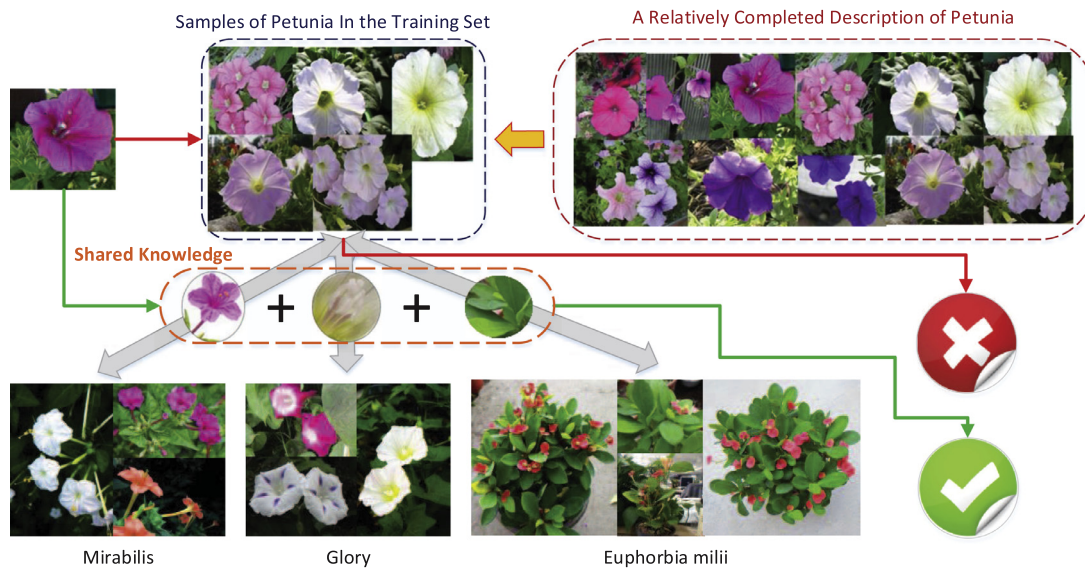 Samples of Petunia In the Training Set
A Relatively Completed Description of Petunia
Shared Knowledge
Mirabilis
Glory
Euphorbia milii